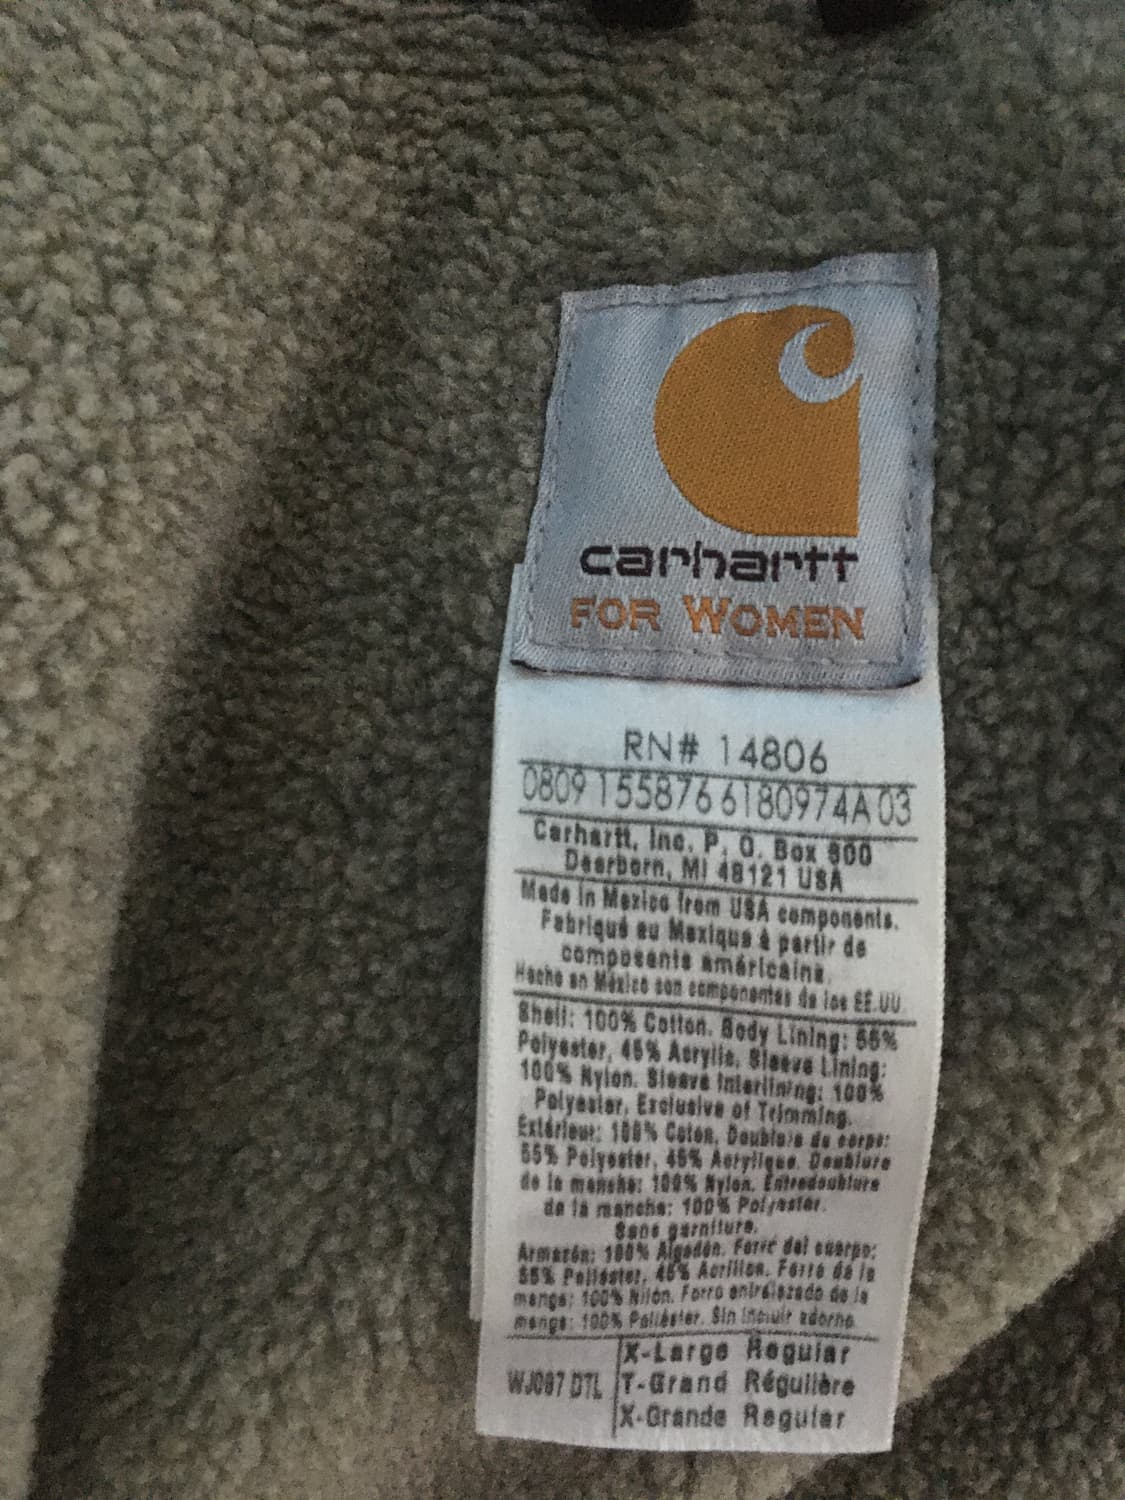 carhartt
FOR WOMEN
RN# 14806
0809 155876 6180974A 03
Carhartt, Inc. P. O. Box 600
Dearborn, MI 48121 USA
Made in Mexico from USA components.
Fabriqué au Mexique à partir de
composants américains.
Hecho en México con componentes de los EE.UU.
Shell: 100% Cotton. Body Lining: 55%
Polyester, 45% Acrylic. Sleeve Lining:
100% Nylon. Sleeve Interlining: 100%
Polyester. Exclusive of Trimming.
Extérieur: 100% Coton. Doublure du corps:
55% Polyester, 45% Acrylique. Doublure
de la manche: 100% Nylon. Entredoublure
de la manche: 100% Polyester.
Sans garniture.
Armazón: 100% Algodón. Forro del cuerpo:
55% Poliéster, 45% Acrílico. Forro de la
manga: 100% Nilón. Forro entrelazado de la
manga: 100% Poliéster. Sin incluir adorno.
X-Large Regular
WJ097 DTL T-Grand Régulière
X-Grande Regular